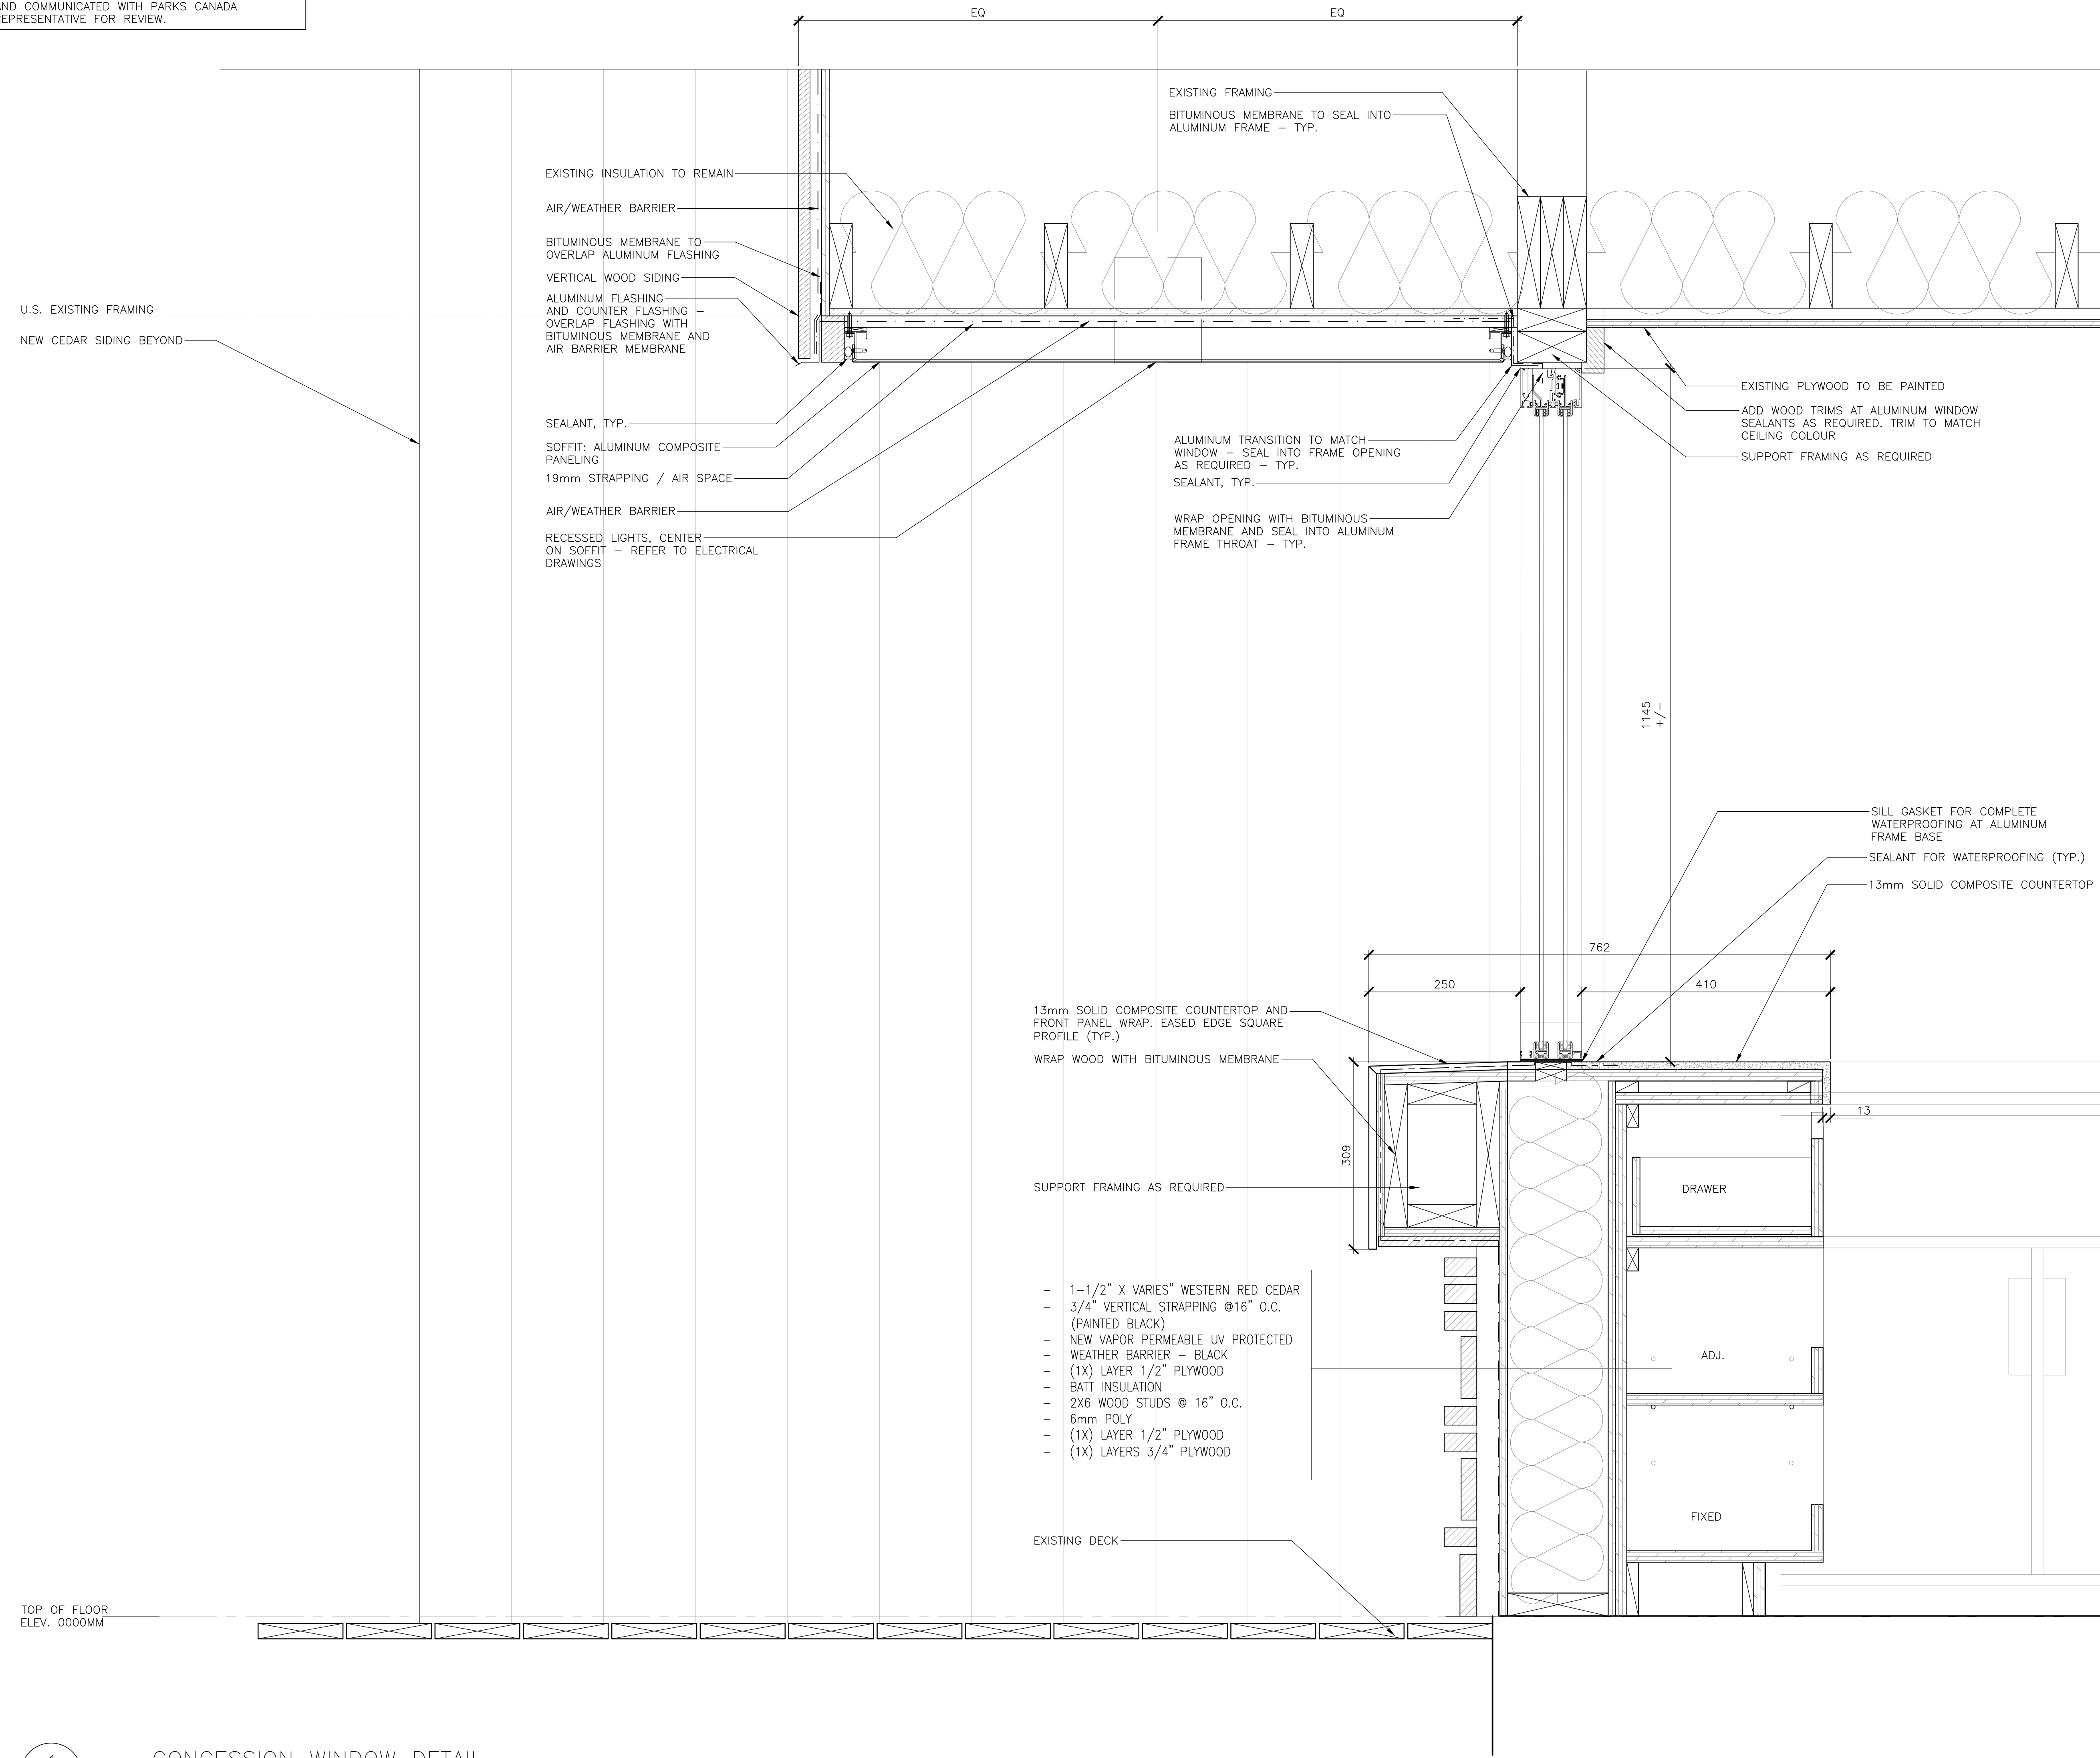 AND COMMUNICATED WITH PARKS CANADA
REPRESENTATIVE FOR REVIEW.
EQ
EQ
EXISTING FRAMING
BITUMINOUS MEMBRANE TO SEAL INTO
ALUMINUM FRAME – TYP.
EXISTING INSULATION TO REMAIN
AIR/WEATHER BARRIER
BITUMINOUS MEMBRANE TO
OVERLAP ALUMINUM FLASHING
VERTICAL WOOD SIDING
ALUMINUM FLASHING
AND COUNTER FLASHING –
OVERLAP FLASHING WITH
BITUMINOUS MEMBRANE AND
AIR BARRIER MEMBRANE
U.S. EXISTING FRAMING
NEW CEDAR SIDING BEYOND
SEALANT, TYP.
SOFFIT: ALUMINUM COMPOSITE
PANELING
19mm STRAPPING / AIR SPACE
AIR/WEATHER BARRIER
RECESSED LIGHTS, CENTER
ON SOFFIT – REFER TO ELECTRICAL
DRAWINGS
ALUMINUM TRANSITION TO MATCH
WINDOW – SEAL INTO FRAME OPENING
AS REQUIRED – TYP.
SEALANT, TYP.
WRAP OPENING WITH BITUMINOUS
MEMBRANE AND SEAL INTO ALUMINUM
FRAME THROAT – TYP.
EXISTING PLYWOOD TO BE PAINTED
ADD WOOD TRIMS AT ALUMINUM WINDOW
SEALANTS AS REQUIRED. TRIM TO MATCH
CEILING COLOUR
SUPPORT FRAMING AS REQUIRED
1145
+/-
SILL GASKET FOR COMPLETE
WATERPROOFING AT ALUMINUM
FRAME BASE
SEALANT FOR WATERPROOFING (TYP.)
13mm SOLID COMPOSITE COUNTERTOP
762
250
410
13mm SOLID COMPOSITE COUNTERTOP AND
FRONT PANEL WRAP. EASED EDGE SQUARE
PROFILE (TYP.)
WRAP WOOD WITH BITUMINOUS MEMBRANE
13
309
SUPPORT FRAMING AS REQUIRED
DRAWER
– 1-1/2" X VARIES" WESTERN RED CEDAR
– 3/4" VERTICAL STRAPPING @16" O.C.
(PAINTED BLACK)
– NEW VAPOR PERMEABLE UV PROTECTED
– WEATHER BARRIER – BLACK
– (1X) LAYER 1/2" PLYWOOD
– BATT INSULATION
– 2X6 WOOD STUDS @ 16" O.C.
– 6mm POLY
– (1X) LAYER 1/2" PLYWOOD
– (1X) LAYERS 3/4" PLYWOOD
ADJ.
FIXED
EXISTING DECK
TOP OF FLOOR
ELEV. 0000MM
1
CONCESSION WINDOW DETAIL